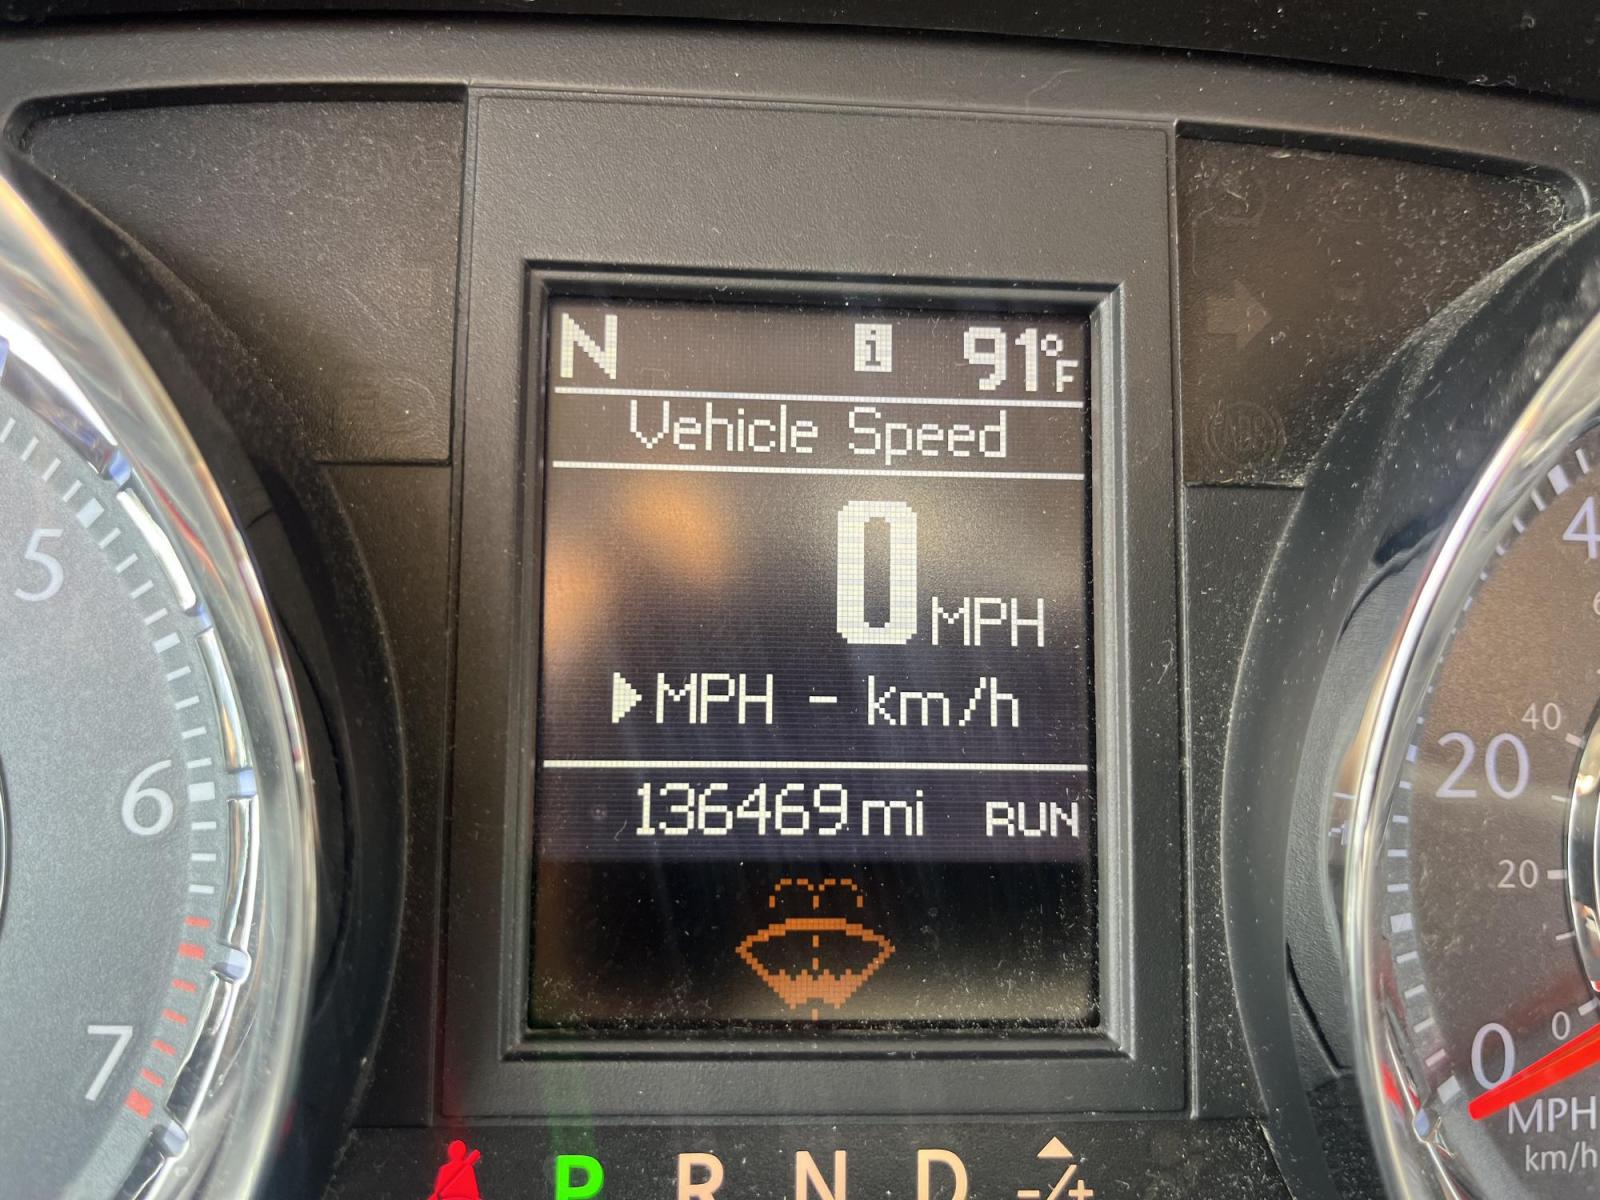 N i 91°F
Vehicle Speed
0 MPH
▶MPH - km/h
136469 mi RUN
P R N D -/+
5
6
7
40
20
20
0
0
MPH
km/h